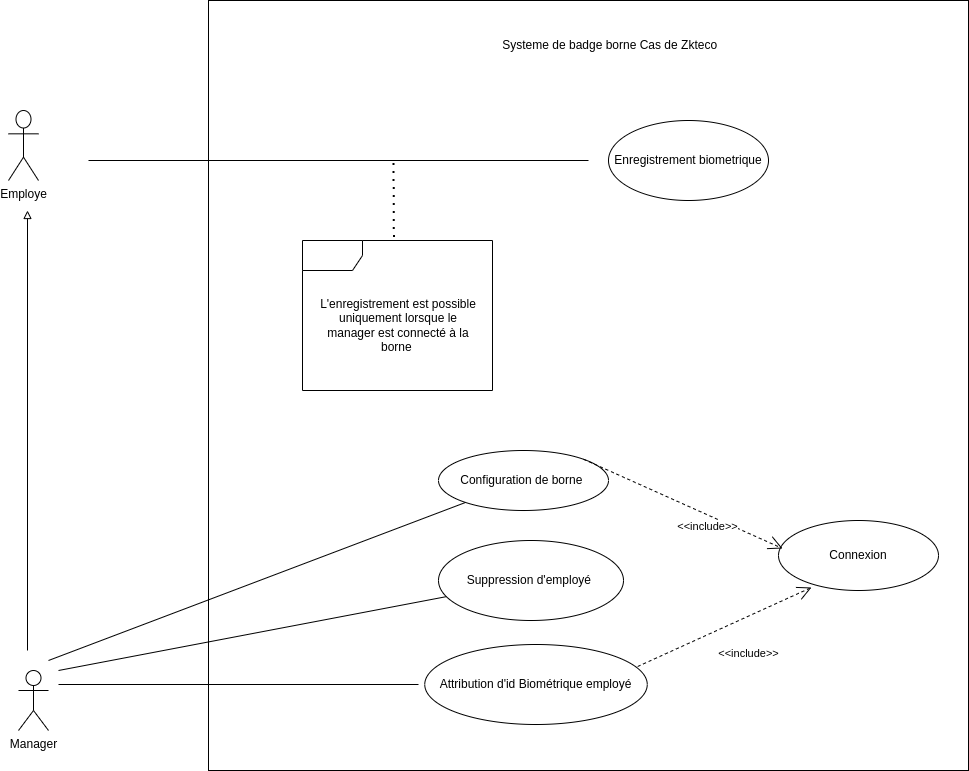 Systeme de badge borne Cas de Zkteco
Enregistrement biometrique
Employe
L'enregistrement est possible
uniquement lorsque le
manager est connecté à la
borne
Configuration de borne
<<include>>
Connexion
Suppression d'employé
<<include>>
Attribution d'id Biométrique employé
Manager